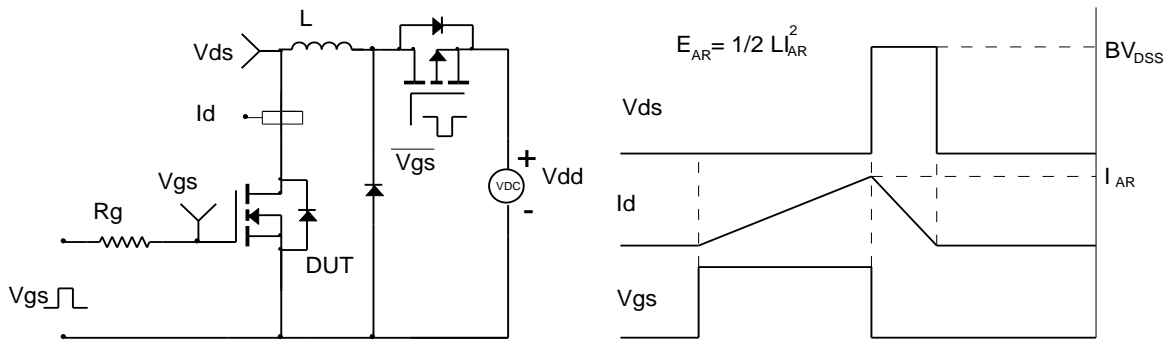 L
Vds
Id
Vgs
Vgs
+
VDC
Vdd
-
Rg
DUT
Vgs
E_AR = 1/2 LI_AR^2
BV_DSS
Vds
I_AR
Id
Vgs